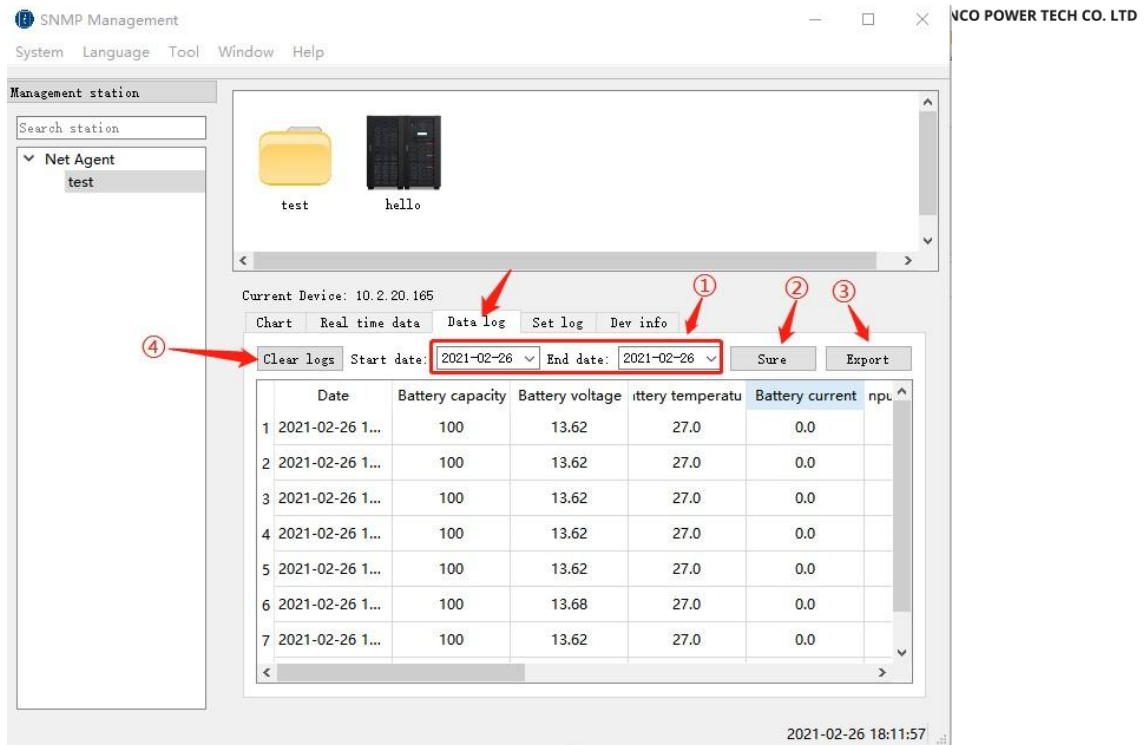 SNMP Management
NCO POWER TECH CO. LTD
System Language Tool Window Help
Management station
Search station
Net Agent
test
test hello
Current Device: 10.2.20.165
① ② ③
Chart Real time data Data log Set log Dev info
④
Clear logs Start date: 2021-02-26 End date: 2021-02-26 Sure Export
Date Battery capacity Battery voltage ttery temperatu Battery current npu
1 2021-02-26 1... 100 13.62 27.0 0.0
2 2021-02-26 1... 100 13.62 27.0 0.0
3 2021-02-26 1... 100 13.62 27.0 0.0
4 2021-02-26 1... 100 13.62 27.0 0.0
5 2021-02-26 1... 100 13.62 27.0 0.0
6 2021-02-26 1... 100 13.68 27.0 0.0
7 2021-02-26 1... 100 13.62 27.0 0.0
2021-02-26 18:11:57